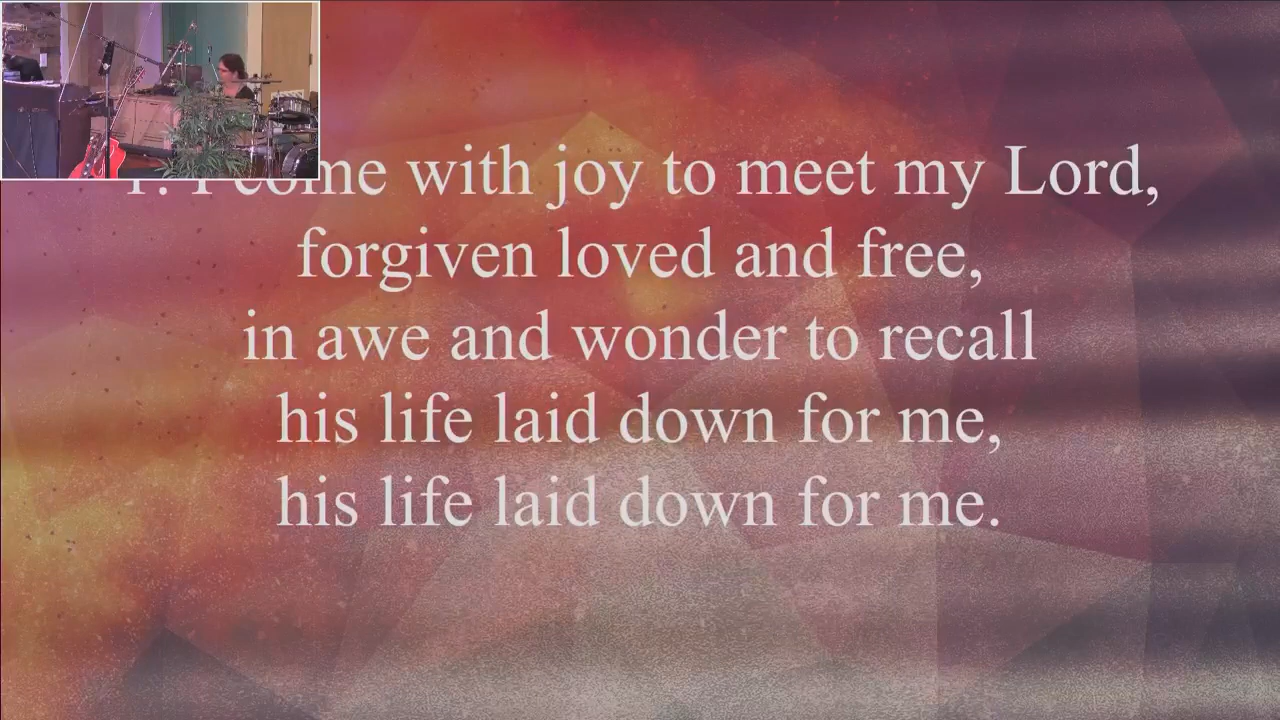 1. I come with joy to meet my Lord,
forgiven loved and free,
in awe and wonder to recall
his life laid down for me,
his life laid down for me.